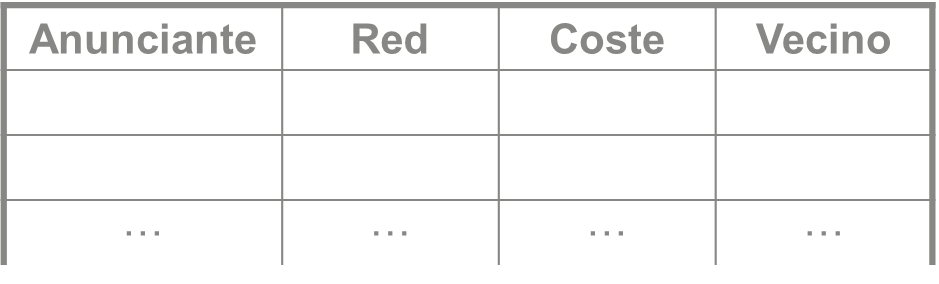 Anunciante Red Coste Vecino
… … … …